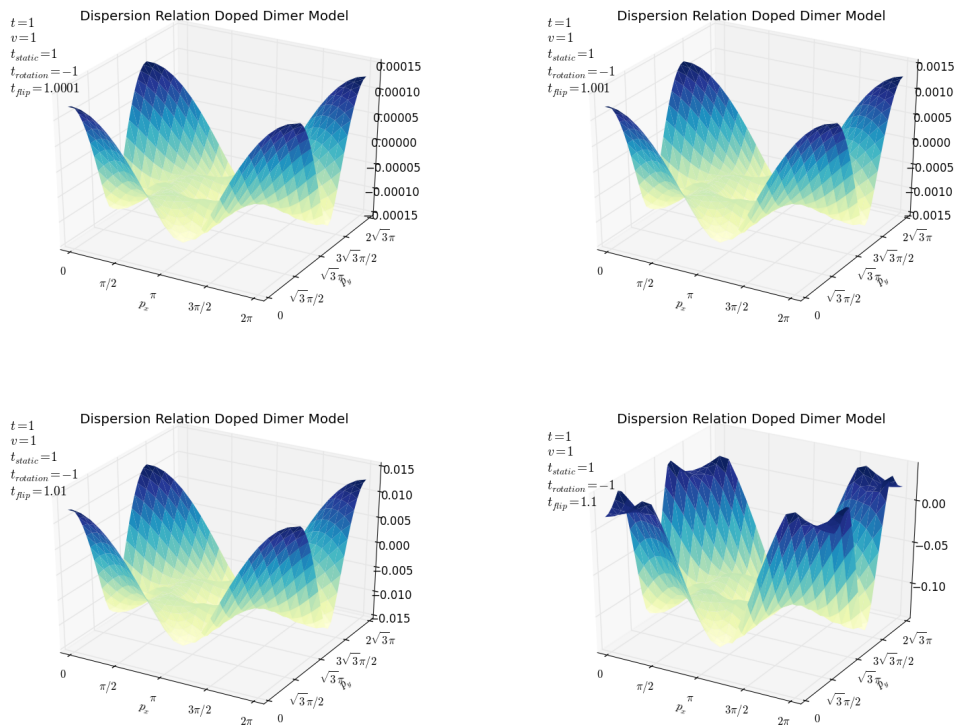 Dispersion Relation Doped Dimer Model
t=1
v=1
t_static=1
t_rotation=−1
t_flip=1.0001
0.00015
0.00010
0.00005
0.00000
−0.00005
−0.00010
−0.00015
2√3π
3√3π/2
√3π
√3π/2
0
p_y
0
π/2
π
3π/2
2π
p_x
Dispersion Relation Doped Dimer Model
t=1
v=1
t_static=1
t_rotation=−1
t_flip=1.001
0.0015
0.0010
0.0005
0.0000
−0.0005
−0.0010
−0.0015
2√3π
3√3π/2
√3π
√3π/2
0
p_y
0
π/2
π
3π/2
2π
p_x
Dispersion Relation Doped Dimer Model
t=1
v=1
t_static=1
t_rotation=−1
t_flip=1.01
0.015
0.010
0.005
0.000
−0.005
−0.010
−0.015
2√3π
3√3π/2
√3π
√3π/2
0
p_y
0
π/2
π
3π/2
2π
p_x
Dispersion Relation Doped Dimer Model
t=1
v=1
t_static=1
t_rotation=−1
t_flip=1.1
0.00
−0.05
−0.10
2√3π
3√3π/2
√3π
√3π/2
0
p_y
0
π/2
π
3π/2
2π
p_x